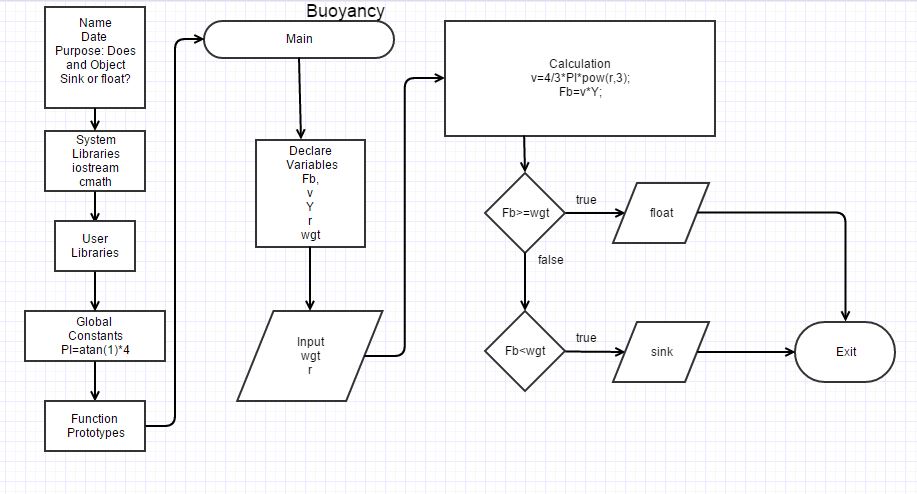 Buoyancy
Name
Date
Purpose: Does
and Object
Sink or float?
System
Libraries
iostream
cmath
User
Libraries
Global
Constants
PI=atan(1)*4
Function
Prototypes
Main
Declare
Variables
Fb,
v
Y
r
wgt
Input
wgt
r
Calculation
v=4/3*PI*pow(r,3);
Fb=v*Y;
Fb>=wgt
true
float
false
Fb<wgt
true
sink
Exit